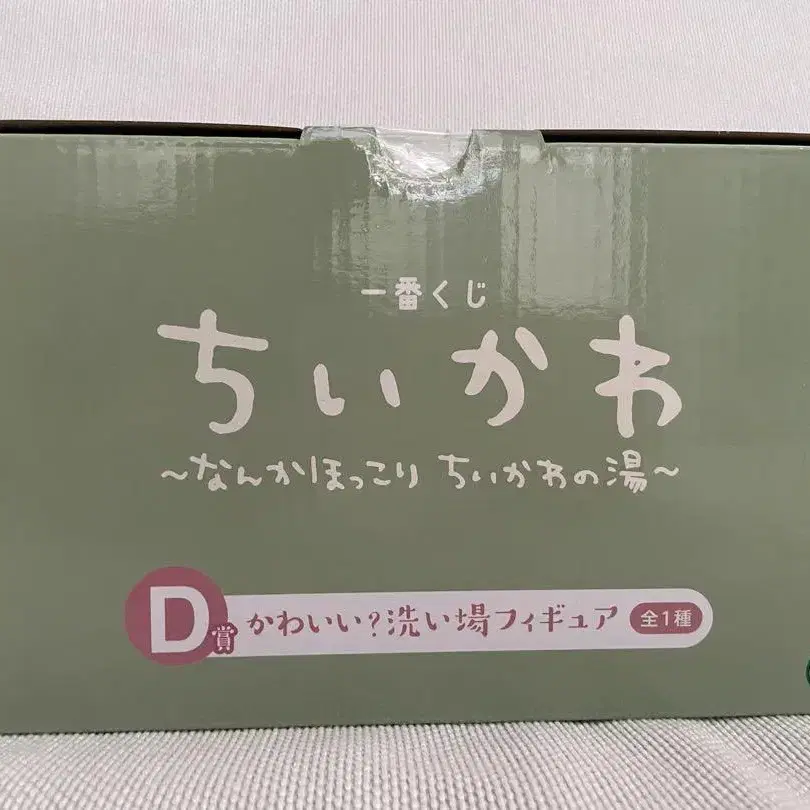 一番くじ
ちいかわ
～なんかほっこり ちいかわの湯～
D賞 かわいい？洗い場フィギュア 全1種